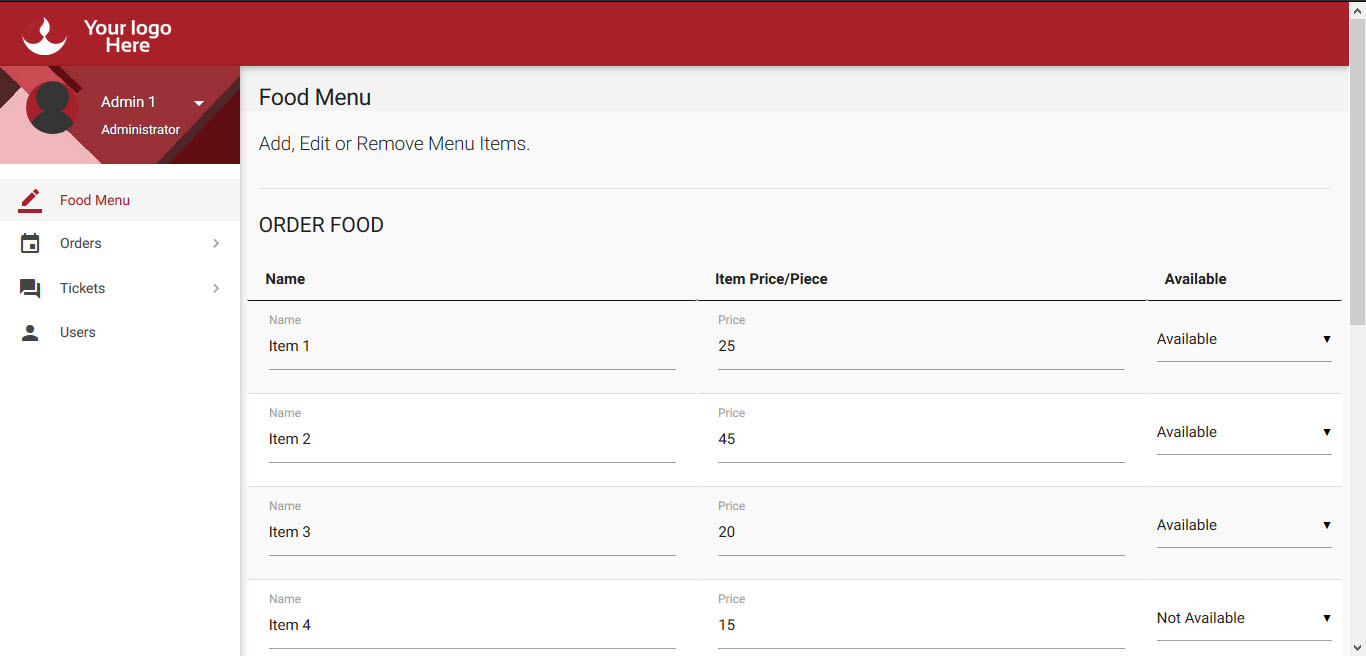 Your logo
Here
Admin 1
Administrator
Food Menu
Orders
Tickets
Users
Food Menu
Add, Edit or Remove Menu Items.
ORDER FOOD
Name Item Price/Piece Available
Name Price
Item 1 25 Available
Name Price
Item 2 45 Available
Name Price
Item 3 20 Available
Name Price
Item 4 15 Not Available